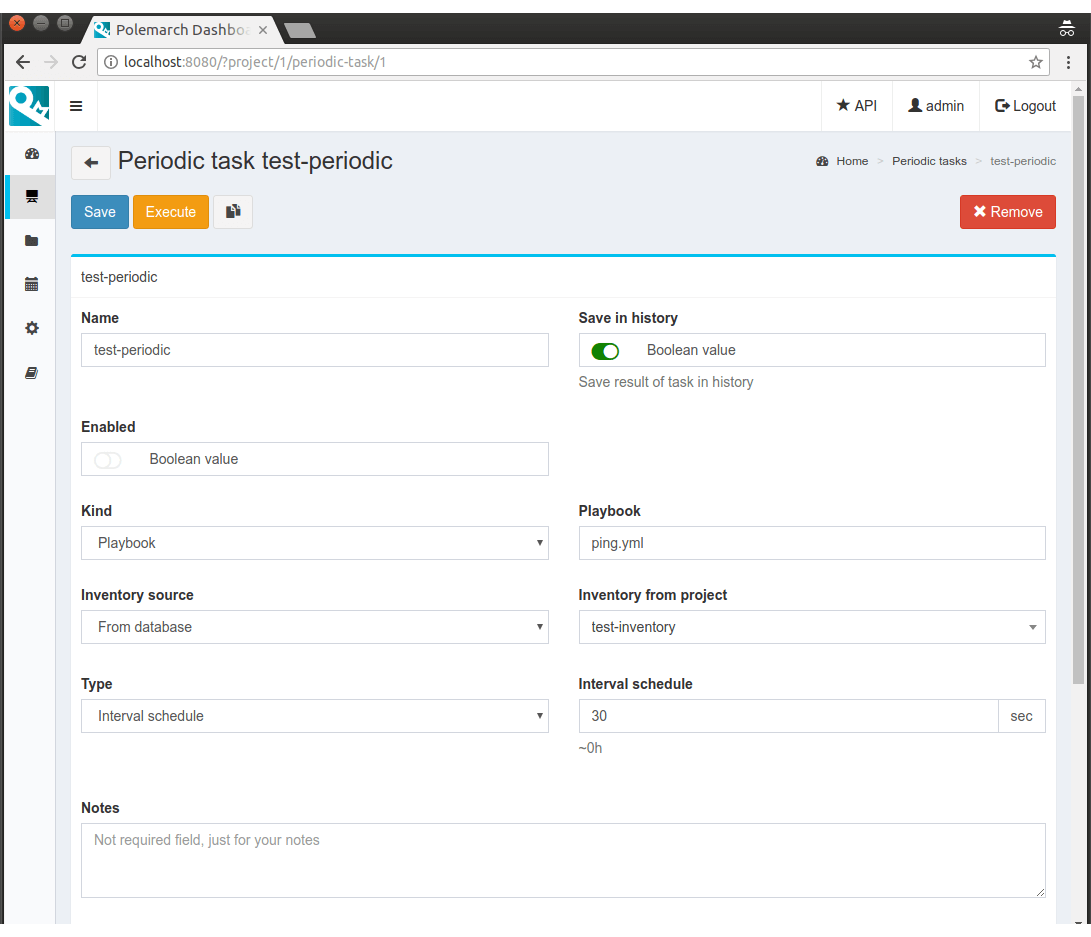 Polemarch Dashbo
localhost:8080/?project/1/periodic-task/1
API admin Logout
Periodic task test-periodic
Home > Periodic tasks > test-periodic
Save Execute Remove
test-periodic
Name Save in history
test-periodic Boolean value
Save result of task in history
Enabled
Boolean value
Kind Playbook
Playbook ping.yml
Inventory source Inventory from project
From database test-inventory
Type Interval schedule
Interval schedule 30 sec
~0h
Notes
Not required field, just for your notes